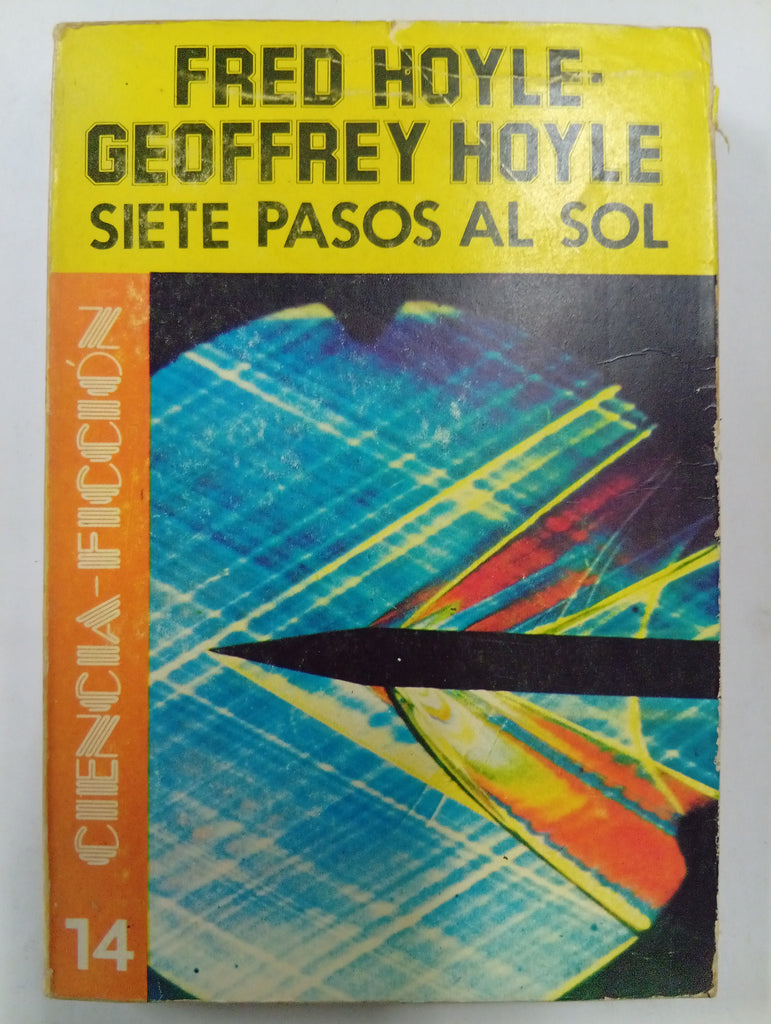 FRED HOYLE-
GEOFFREY HOYLE
SIETE PASOS AL SOL
CIENCIA-FICCIÓN
14